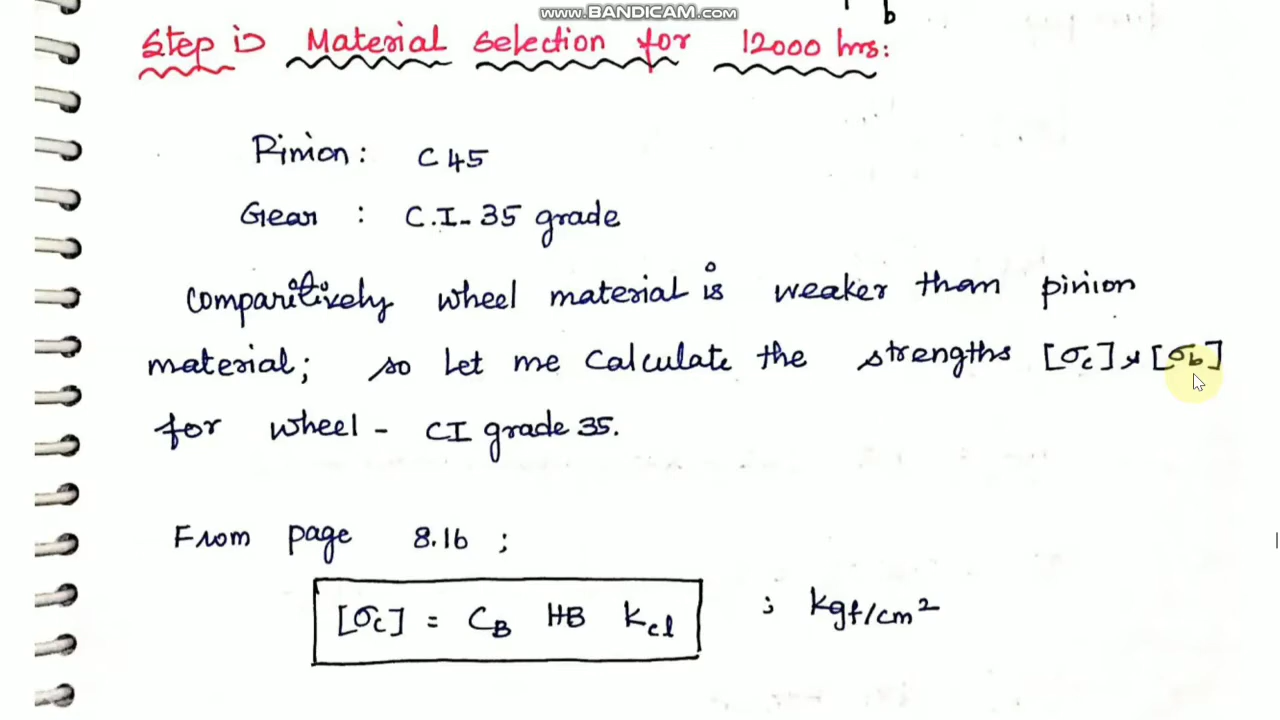 www.BANDICAM.com
b
Step i) Material selection for 12000 hrs:
Pinion: C45
Gear : C.I-35 grade
comparitively wheel material is weaker than pinion
material; so let me calculate the strengths [σc] & [σb]
for wheel - CI grade 35.
From page 8.16 ;
[σc] = CB HB kcl ; kgf/cm²